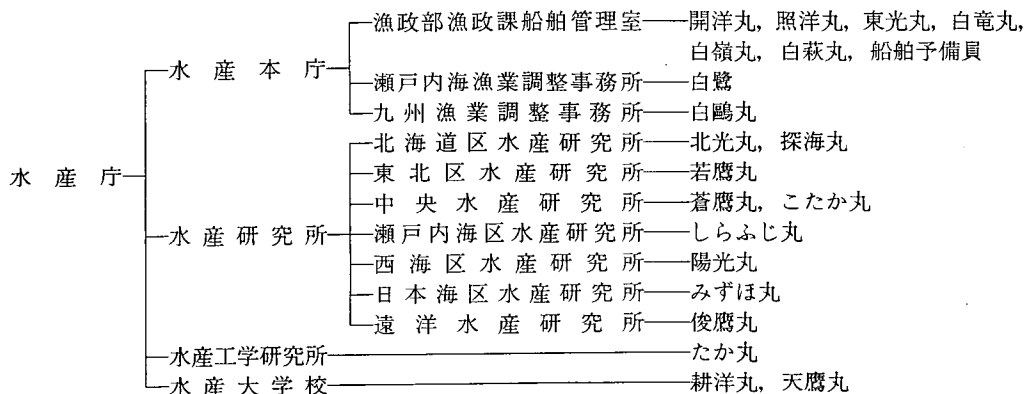 漁政部漁政課船舶管理室 開洋丸，照洋丸，東光丸，白竜丸，
白嶺丸，白萩丸，船舶予備員
水産本庁
瀬戸内海漁業調整事務所 白鷺
九州漁業調整事務所 白鷗丸
北海道区水産研究所 北光丸，探海丸
東北区水産研究所 若鷹丸
水産庁
中央水産研究所 蒼鷹丸，こたか丸
水産研究所 瀬戸内海区水産研究所 しらふじ丸
西海区水産研究所 陽光丸
日本海区水産研究所 みずほ丸
遠洋水産研究所 俊鷹丸
水産工学研究所 たか丸
水産大学校 耕洋丸，天鷹丸